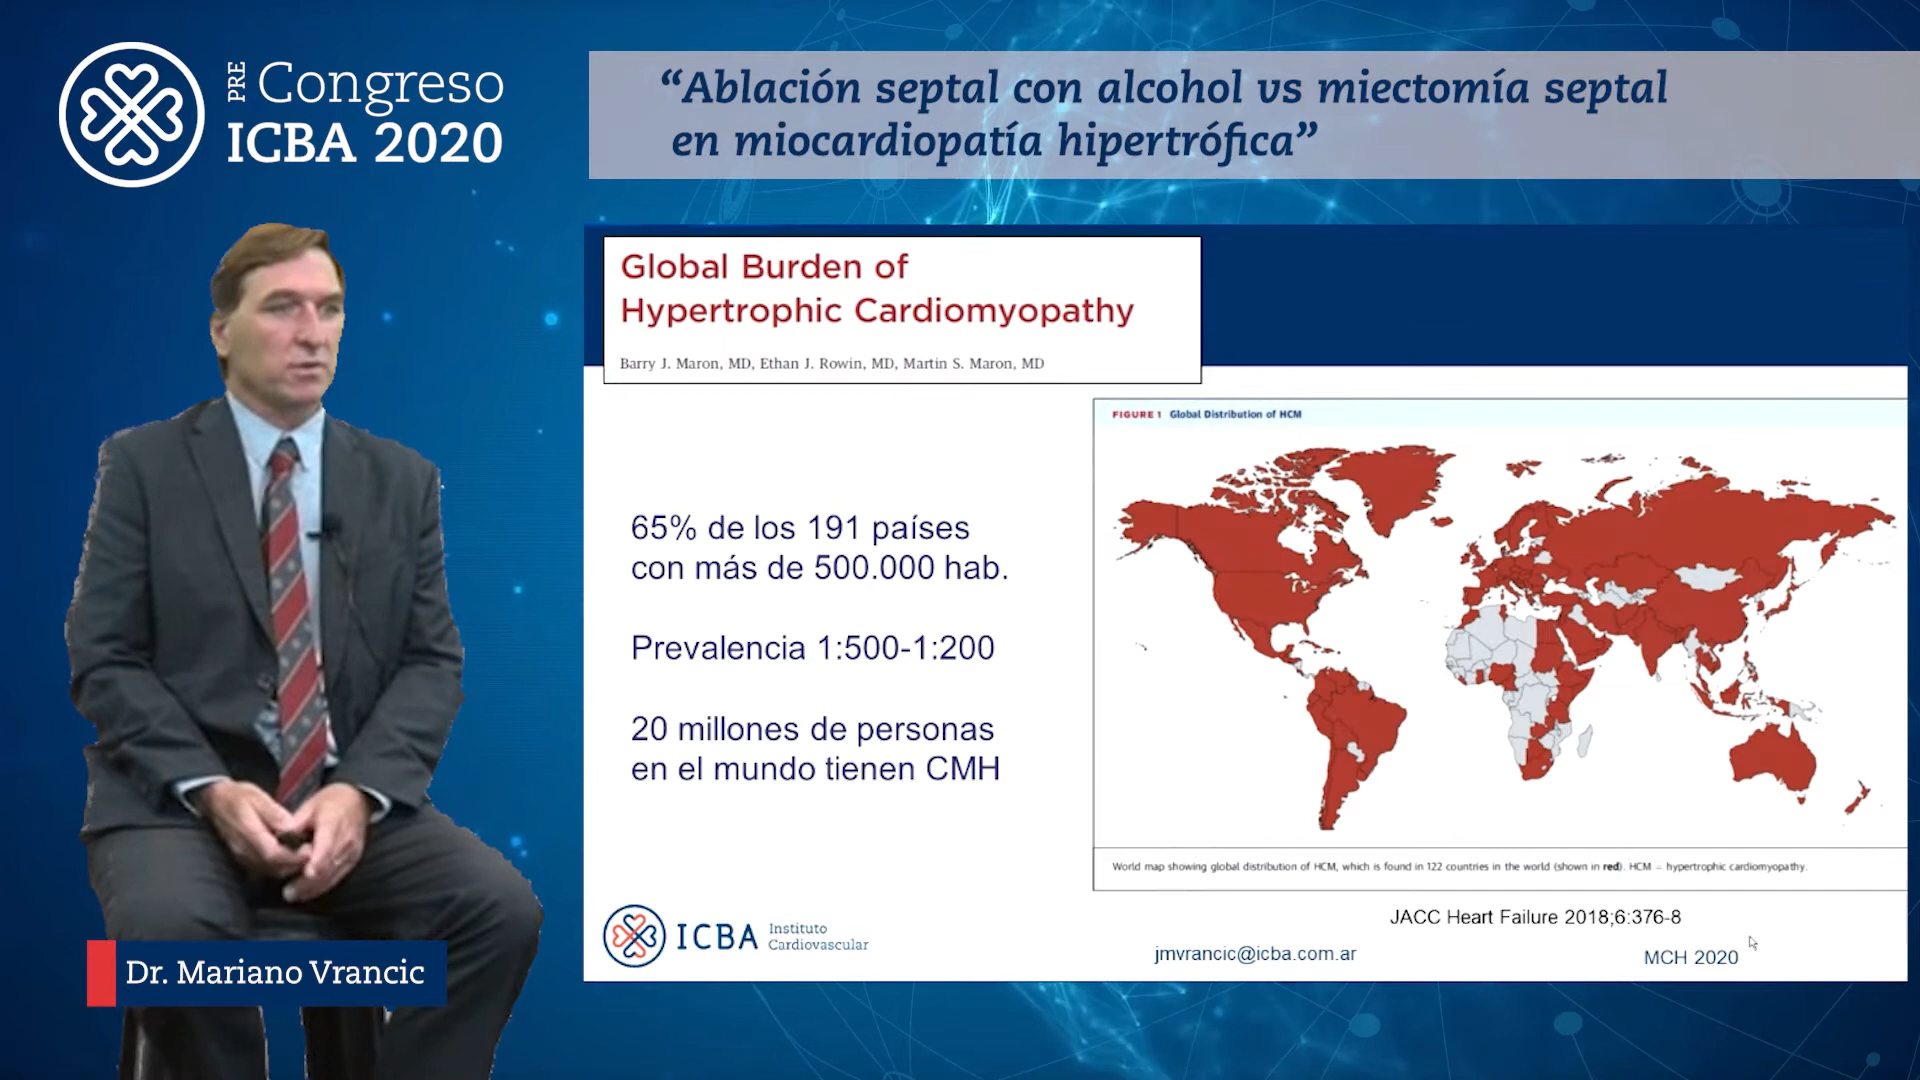 PRE Congreso
ICBA 2020
“Ablación septal con alcohol vs miectomía septal
en miocardiopatía hipertrófica”
Global Burden of
Hypertrophic Cardiomyopathy
Barry J. Maron, MD, Ethan J. Rowin, MD, Martin S. Maron, MD
65% de los 191 países
con más de 500.000 hab.
Prevalencia 1:500-1:200
20 millones de personas
en el mundo tienen CMH
FIGURE 1 Global Distribution of HCM
World map showing global distribution of HCM, which is found in 122 countries in the world (shown in red). HCM = hypertrophic cardiomyopathy.
JACC Heart Failure 2018;6:376-8
ICBA Instituto
Cardiovascular
jmvrancic@icba.com.ar
MCH 2020
Dr. Mariano Vrancic